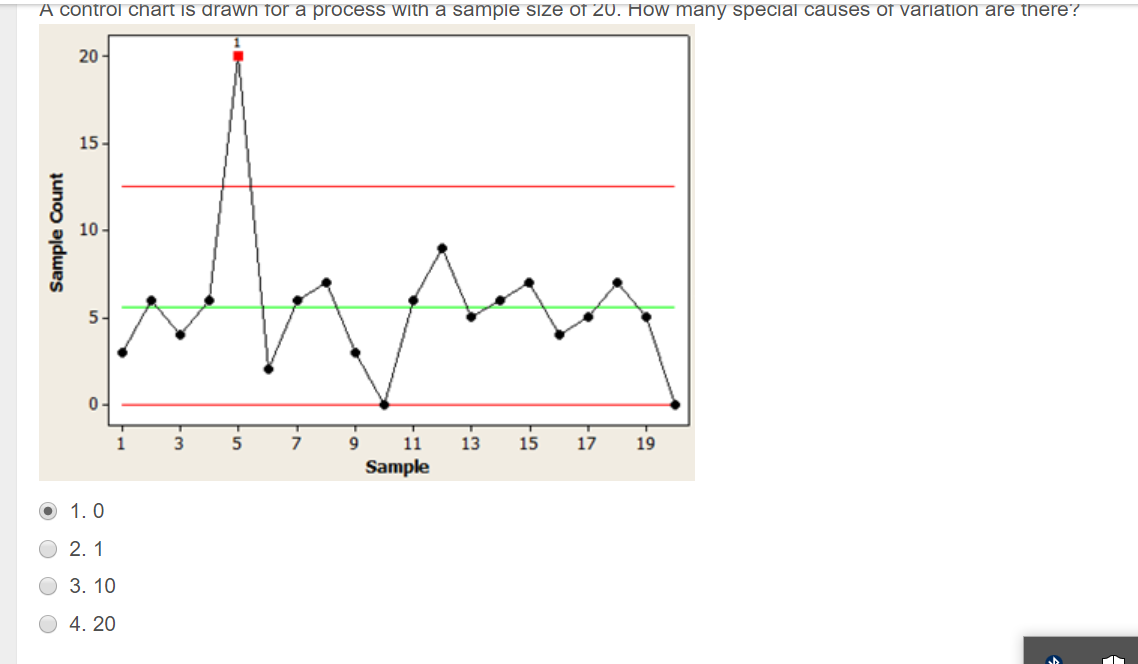 A control chart is drawn for a process with a sample size of 20. How many special causes of variation are there?
1
20
15
10
5
0
Sample Count
1 3 5 7 9 11 13 15 17 19
Sample
1. 0
2. 1
3. 10
4. 20